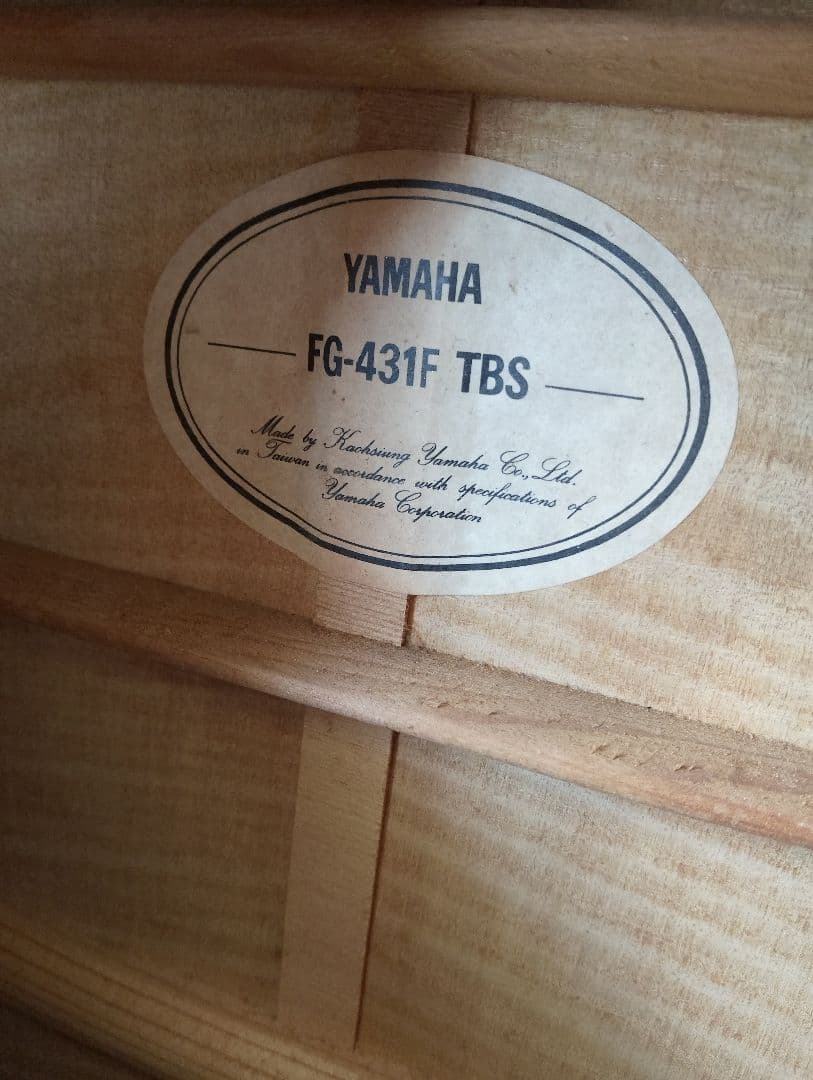 YAMAHA
FG-431F TBS
Made by Kaohsiung Yamaha Co., Ltd.
in Taiwan in accordance with specifications of
Yamaha Corporation